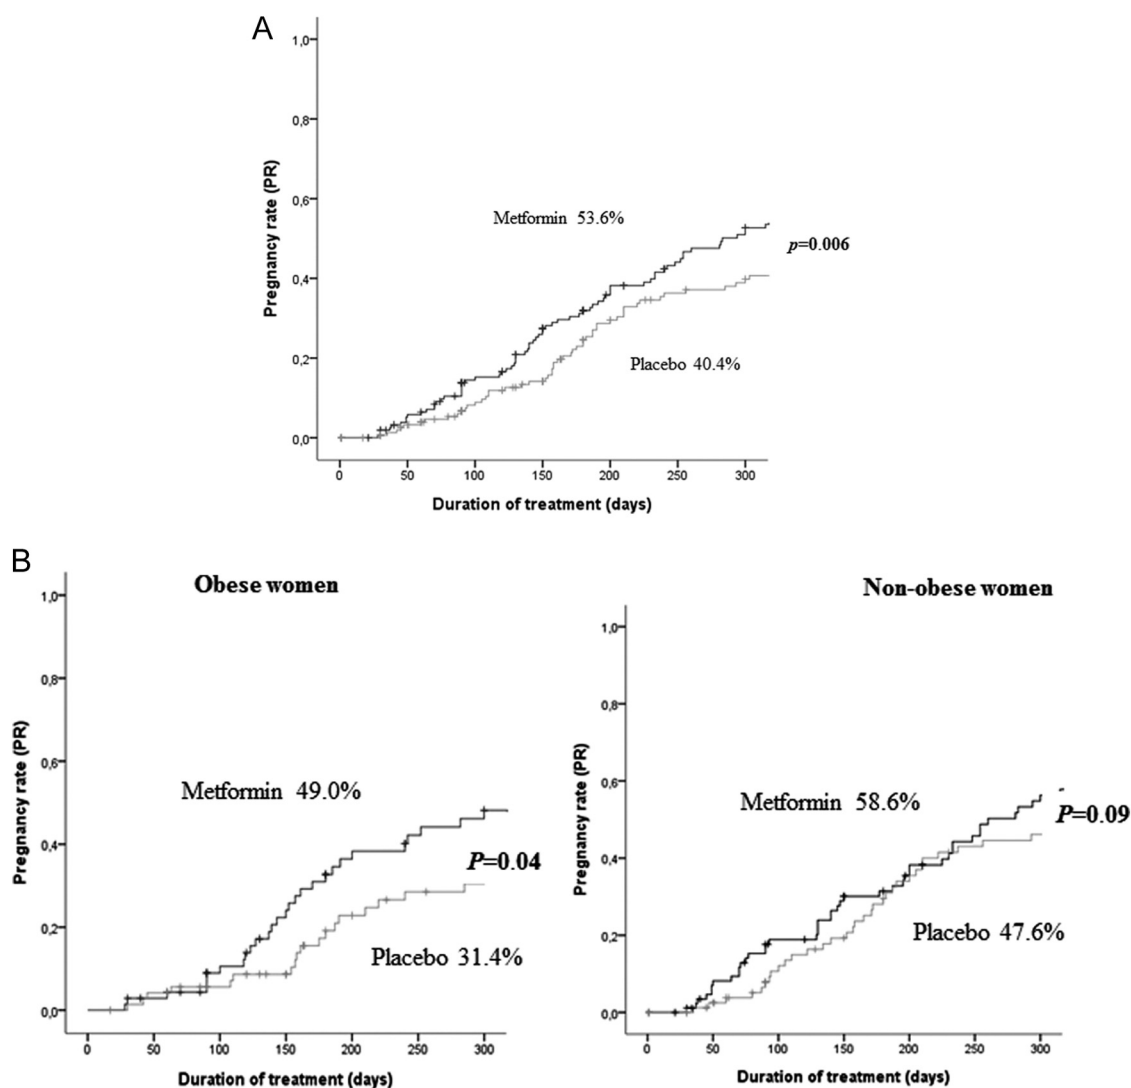 A
1,0
0,8
0,6
0,4
0,2
0,0
Pregnancy rate (PR)
Metformin 53.6%
p=0.006
Placebo 40.4%
0 50 100 150 200 250 300
Duration of treatment (days)
B
Obese women
1,0
0,8
0,6
0,4
0,2
0,0
Pregnancy rate (PR)
Metformin 49.0%
P=0.04
Placebo 31.4%
0 50 100 150 200 250 300
Duration of treatment (days)
Non-obese women
1,0
0,8
0,6
0,4
0,2
0,0
Pregnancy rate (PR)
Metformin 58.6%
P=0.09
Placebo 47.6%
0 50 100 150 200 250 300
Duration of treatment (days)